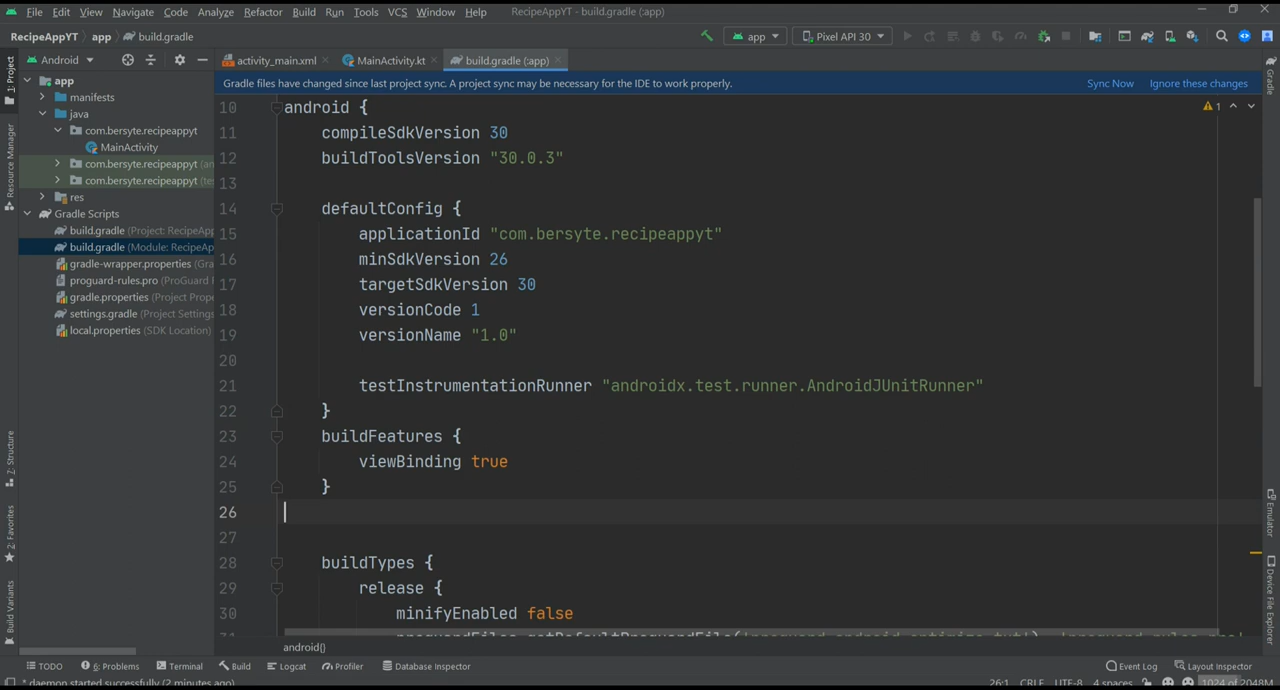 File Edit View Navigate Code Analyze Refactor Build Run Tools VCS Window Help RecipeAppYT - build.gradle (:app)
RecipeAppYT app build.gradle app Pixel API 30
1: Project Android activity_main.xml MainActivity.kt build.gradle (:app) Gradle
Gradle files have changed since last project sync. A project sync may be necessary for the IDE to work properly. Sync Now Ignore these changes
app
manifests
java
com.bersyte.recipeappyt
MainActivity
com.bersyte.recipeappyt (an
com.bersyte.recipeappyt (te
res
Gradle Scripts
build.gradle (Project: RecipeApp
build.gradle (Module: RecipeAp
gradle-wrapper.properties (Gra
proguard-rules.pro (ProGuard
gradle.properties (Project Prope
settings.gradle (Project Settings
local.properties (SDK Location)
Resource Manager
Z: Structure
2: Favorites
Build Variants
10 android {
11 compileSdkVersion 30
12 buildToolsVersion "30.0.3"
13
14 defaultConfig {
15 applicationId "com.bersyte.recipeappyt"
16 minSdkVersion 26
17 targetSdkVersion 30
18 versionCode 1
19 versionName "1.0"
20
21 testInstrumentationRunner "androidx.test.runner.AndroidJUnitRunner"
22 }
23 buildFeatures {
24 viewBinding true
25 }
26
27
28 buildTypes {
29 release {
30 minifyEnabled false
1
Emulator
Device File Explorer
android{}
TODO 6: Problems Terminal Build Logcat Profiler Database Inspector Event Log Layout Inspector
* daemon started successfully (2 minutes ago) 26:1 CRLF UTF-8 4 spaces 1024 of 2048M